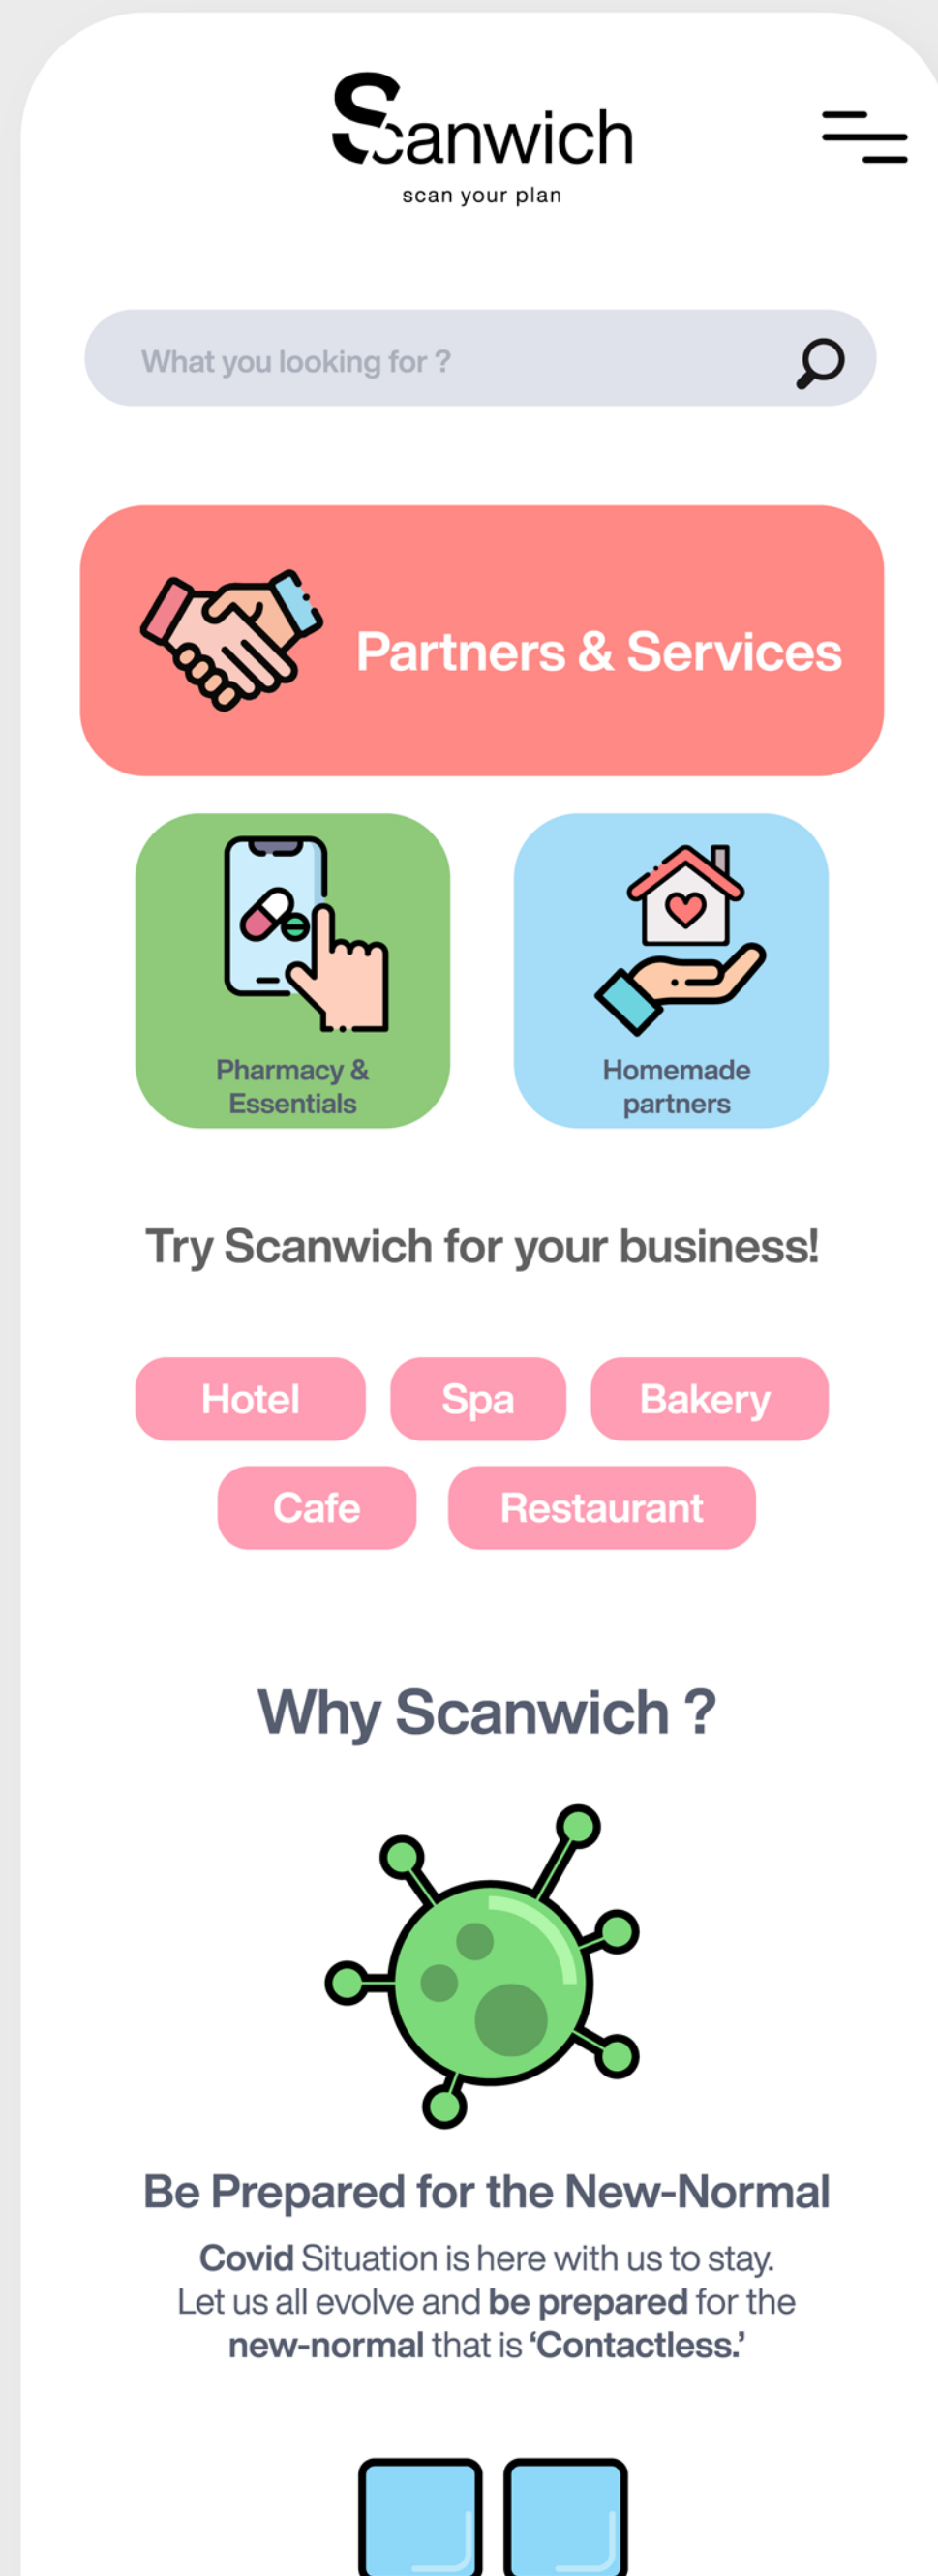 Scanwich
scan your plan
What you looking for ?
Partners & Services
Pharmacy &
Essentials
Homemade
partners
Try Scanwich for your business!
Hotel
Spa
Bakery
Cafe
Restaurant
Why Scanwich ?
Be Prepared for the New-Normal
Covid Situation is here with us to stay.
Let us all evolve and be prepared for the
new-normal that is ‘Contactless.’